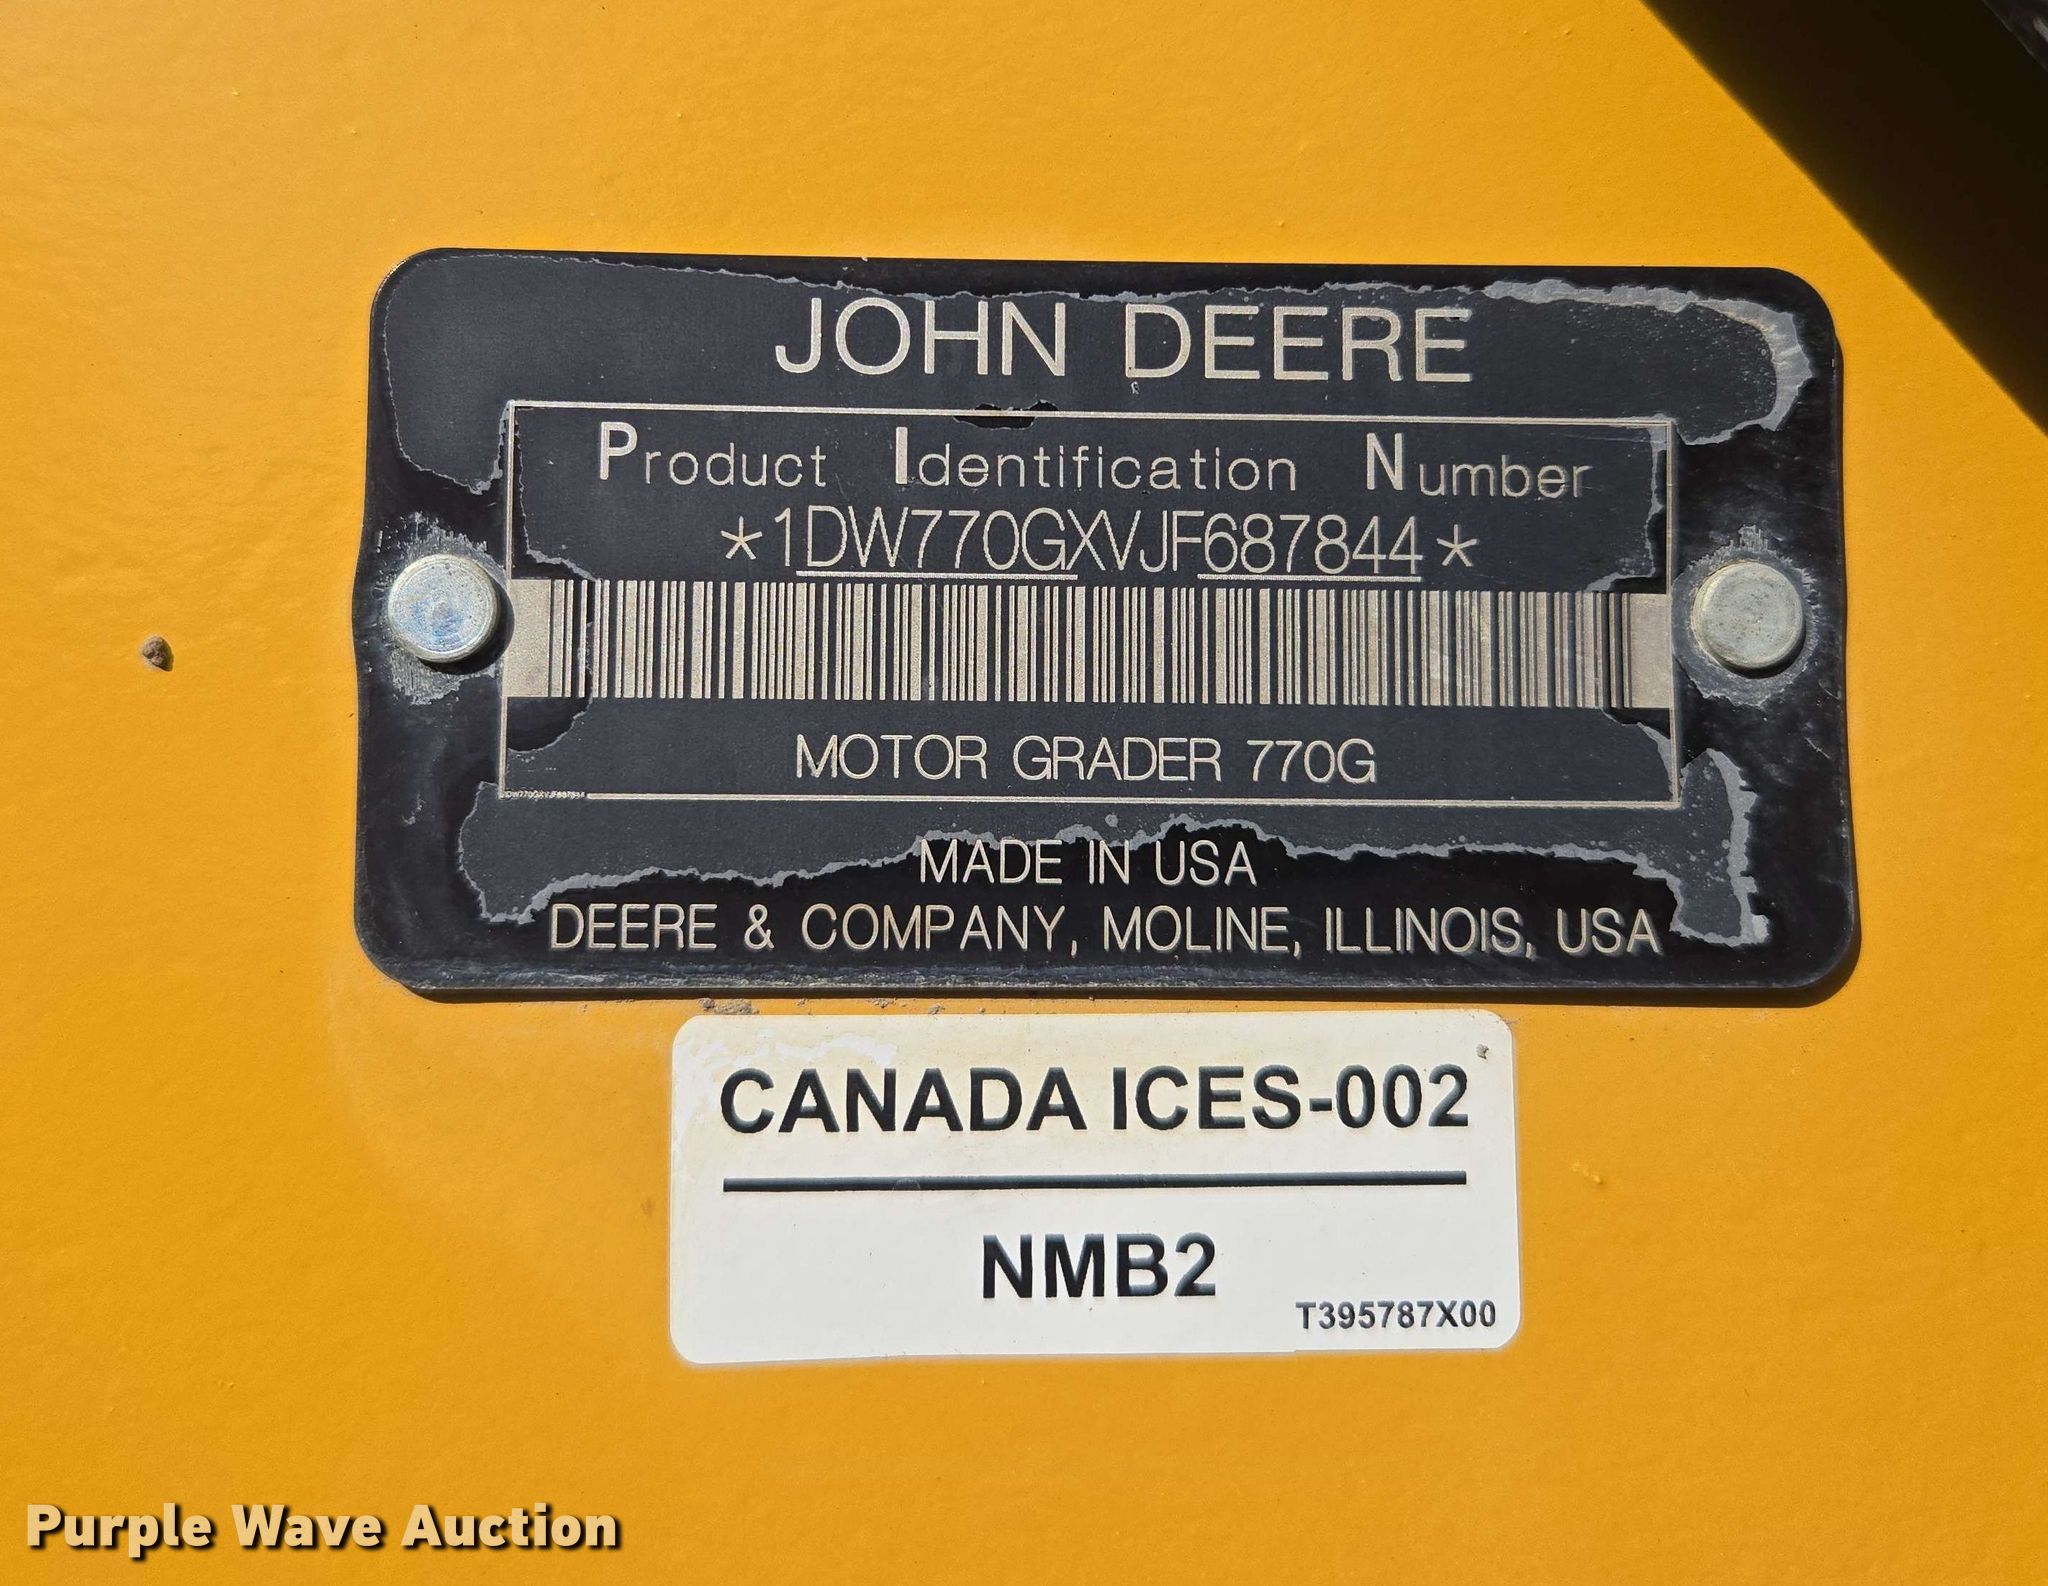 JOHN DEERE
Product Identification Number
*1DW770GXVJF687844*
MOTOR GRADER 770G
1DW770GXVJF687844
MADE IN USA
DEERE & COMPANY, MOLINE, ILLINOIS, USA
CANADA ICES-002
NMB2
T395787X00
Purple Wave Auction